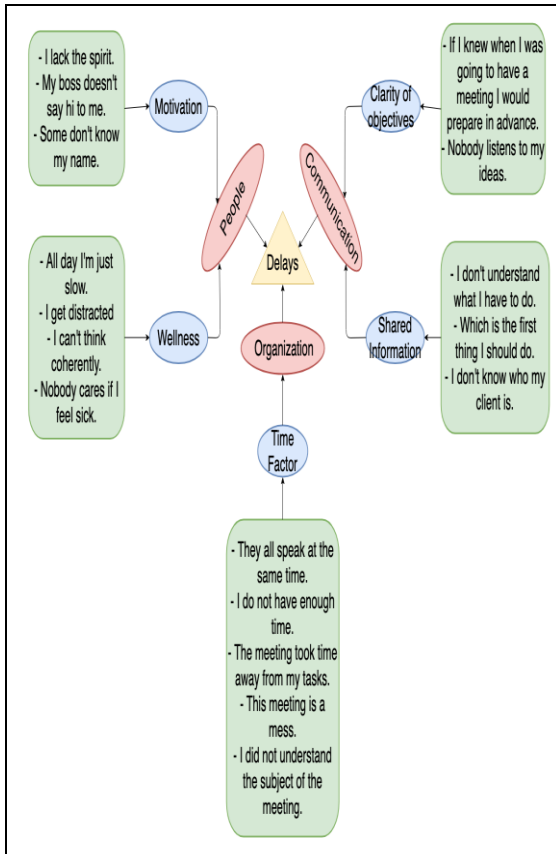 - I lack the spirit.
- My boss doesn't
say hi to me.
- Some don't know
my name.
Motivation
Clarity of
objectives
- If I knew when I was
going to have a
meeting I would
prepare in advance.
- Nobody listens to my
ideas.
People
Communication
Delays
- All day I'm just
slow.
- I get distracted
- I can't think
coherently.
- Nobody cares if I
feel sick.
Wellness
Organization
Shared
Information
- I don't understand
what I have to do.
- Which is the first
thing I should do.
- I don't know who my
client is.
Time
Factor
- They all speak at the
same time.
- I do not have enough
time.
- The meeting took time
away from my tasks.
- This meeting is a
mess.
- I did not understand
the subject of the
meeting.